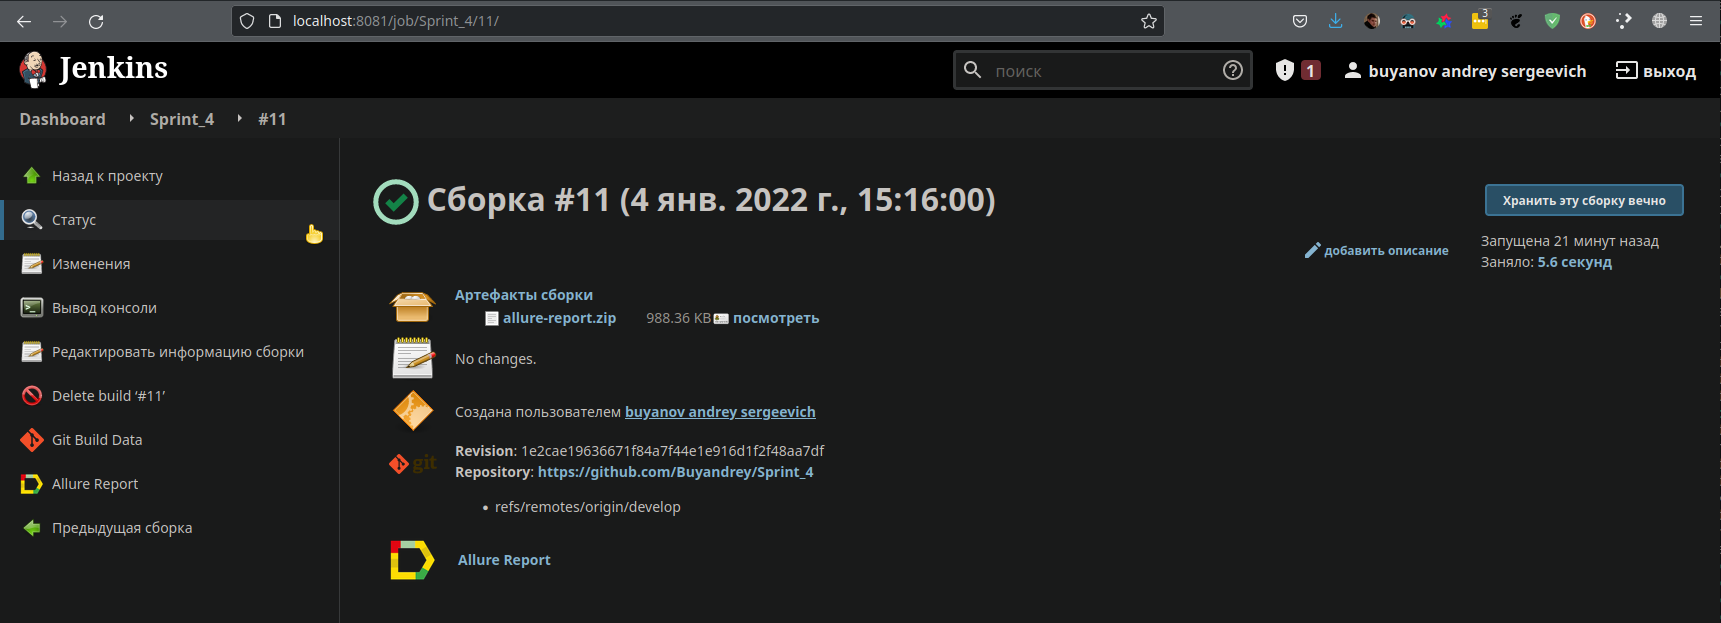 localhost:8081/job/Sprint_4/11/
3
Jenkins
поиск
1
buyanov andrey sergeevich
выход
Dashboard
Sprint_4
#11
Назад к проекту
Статус
Изменения
Вывод консоли
Редактировать информацию сборки
Delete build ‘#11’
Git Build Data
Allure Report
Предыдущая сборка
Сборка #11 (4 янв. 2022 г., 15:16:00)
Хранить эту сборку вечно
добавить описание
Запущена 21 минут назад
Заняло: 5.6 секунд
Артефакты сборки
allure-report.zip 988.36 KB посмотреть
No changes.
Создана пользователем buyanov andrey sergeevich
git
Revision: 1e2cae19636671f84a7f44e1e916d1f2f48aa7df
Repository: https://github.com/Buyandrey/Sprint_4
• refs/remotes/origin/develop
Allure Report